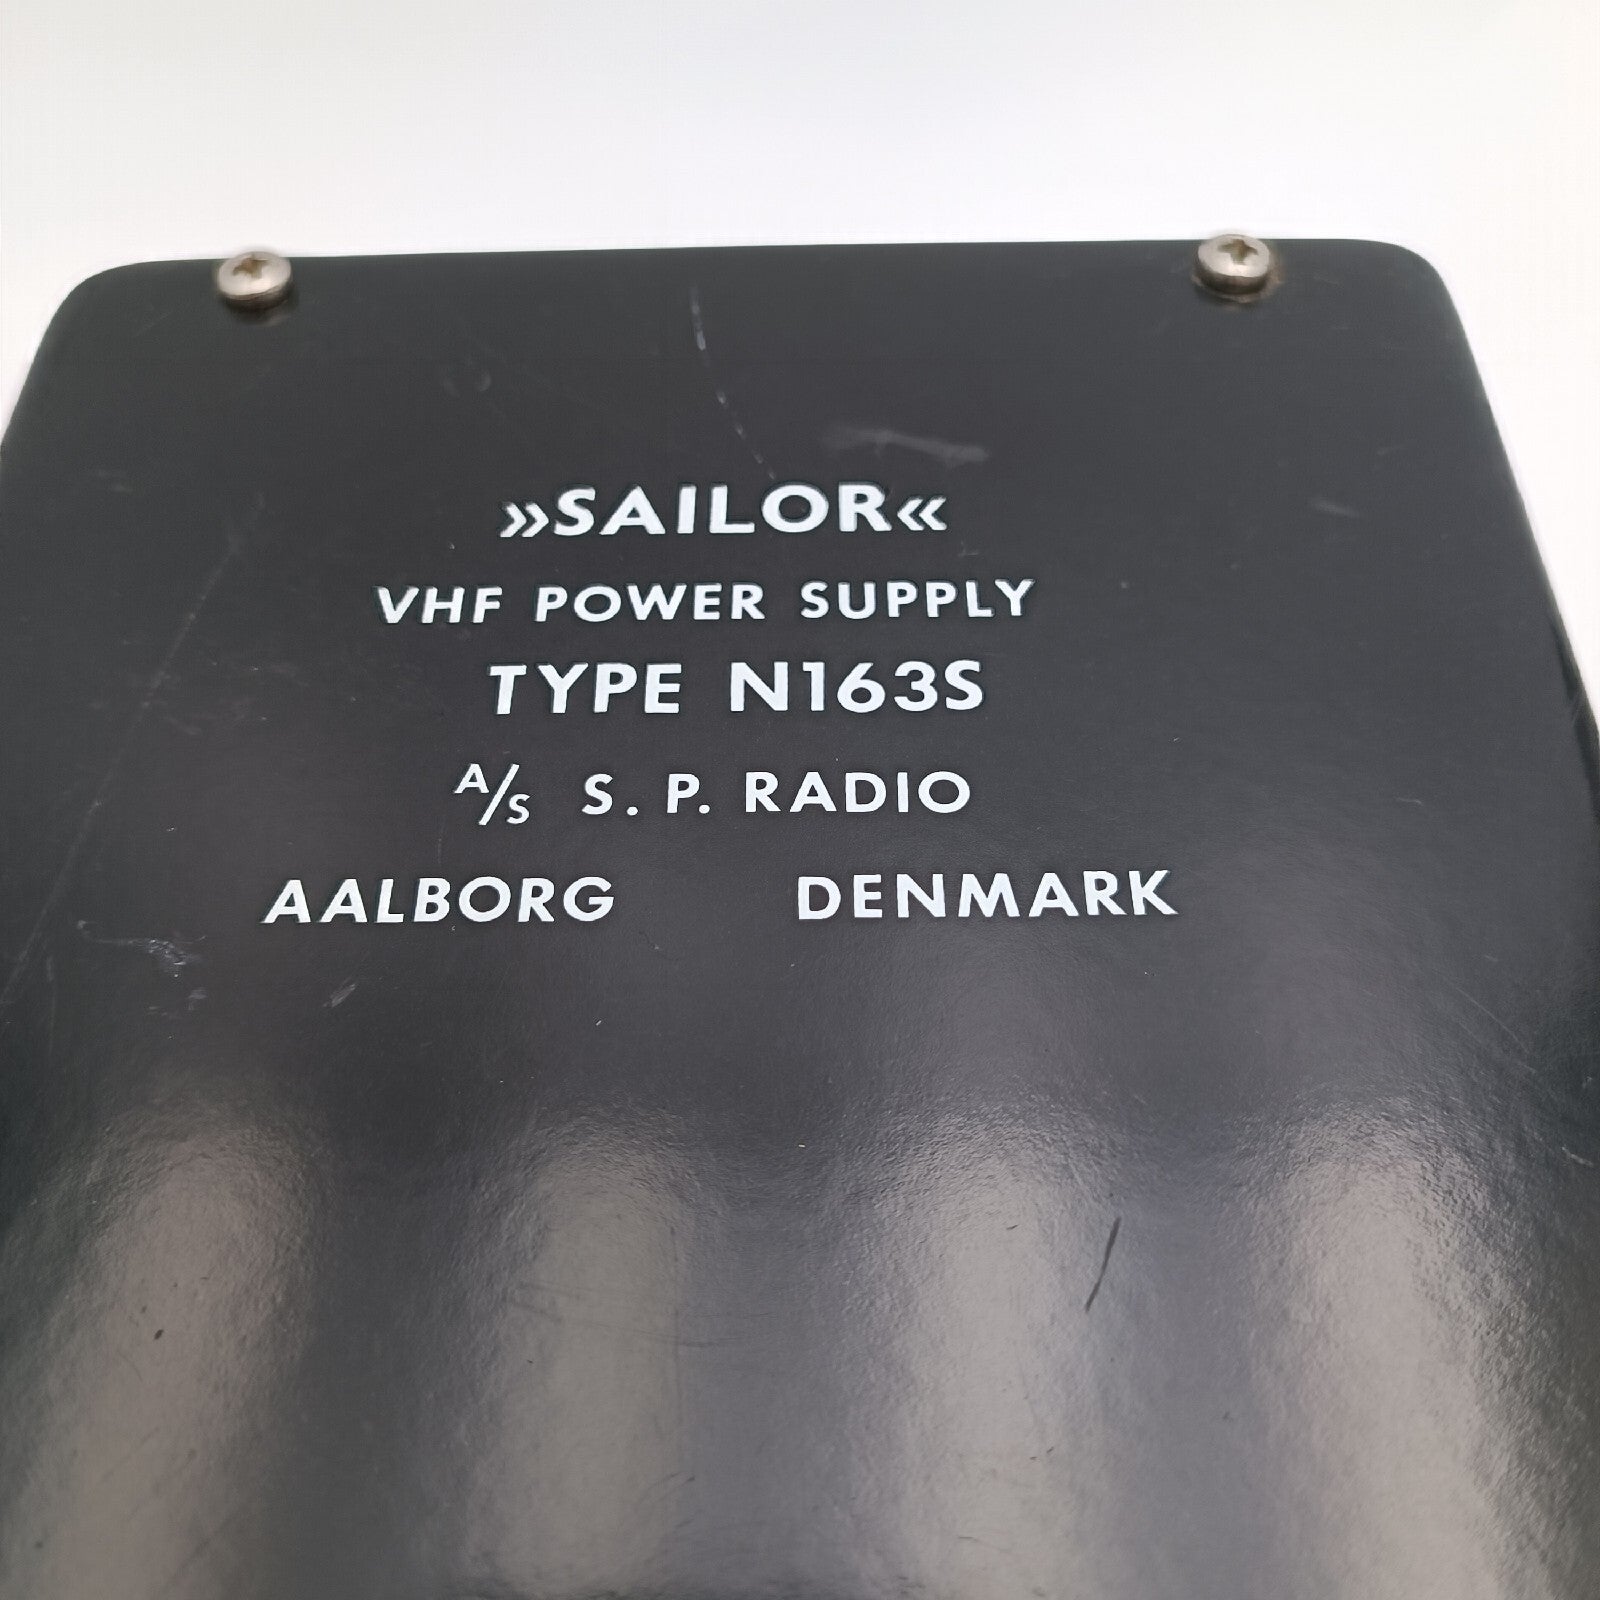 »SAILOR«
VHF POWER SUPPLY
TYPE N163S
A/S S. P. RADIO
AALBORG DENMARK